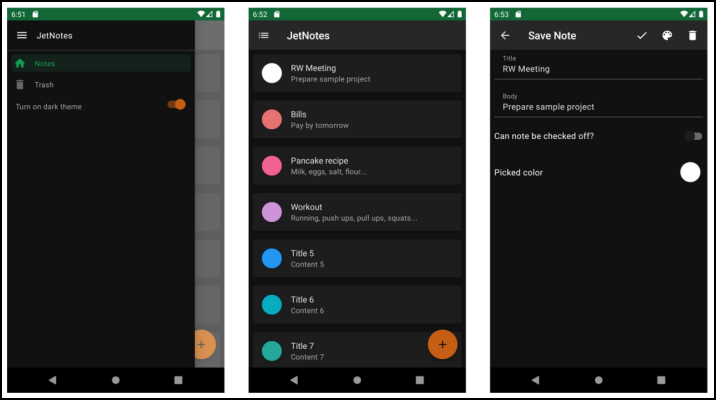 6:51
JetNotes
Notes
Trash
Turn on dark theme
6:52
JetNotes
RW Meeting
Prepare sample project
Bills
Pay by tomorrow
Pancake recipe
Milk, eggs, salt, flour...
Workout
Running, push ups, pull ups, squats...
Title 5
Content 5
Title 6
Content 6
Title 7
Content 7
6:53
Save Note
Title
RW Meeting
Body
Prepare sample project
Can note be checked off?
Picked color